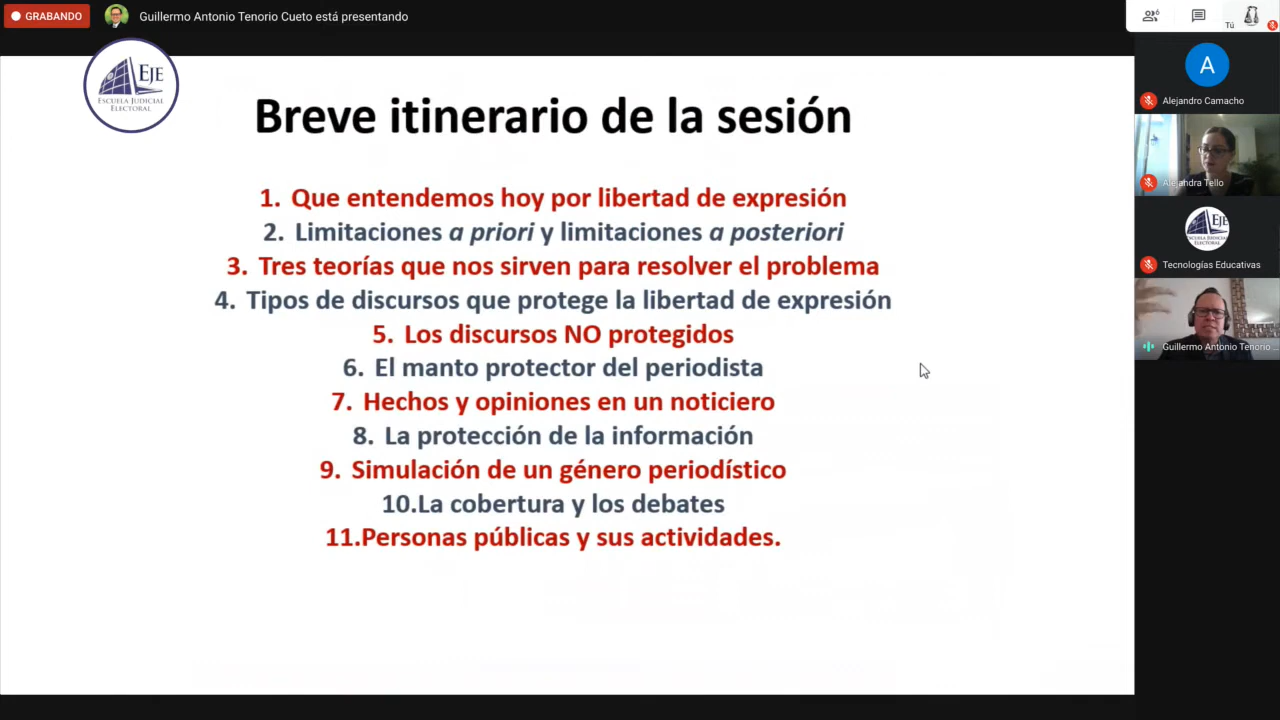 GRABANDO
Guillermo Antonio Tenorio Cueto está presentando
6
Tú
EJE
ESCUELA JUDICIAL
ELECTORAL
Breve itinerario de la sesión
1. Que entendemos hoy por libertad de expresión
2. Limitaciones a priori y limitaciones a posteriori
3. Tres teorías que nos sirven para resolver el problema
4. Tipos de discursos que protege la libertad de expresión
5. Los discursos NO protegidos
6. El manto protector del periodista
7. Hechos y opiniones en un noticiero
8. La protección de la información
9. Simulación de un género periodístico
10.La cobertura y los debates
11.Personas públicas y sus actividades.
A
Alejandro Camacho
Alejandra Tello
EJE
ESCUELA JUDICIAL
ELECTORAL
Tecnologías Educativas
Guillermo Antonio Tenorio ...